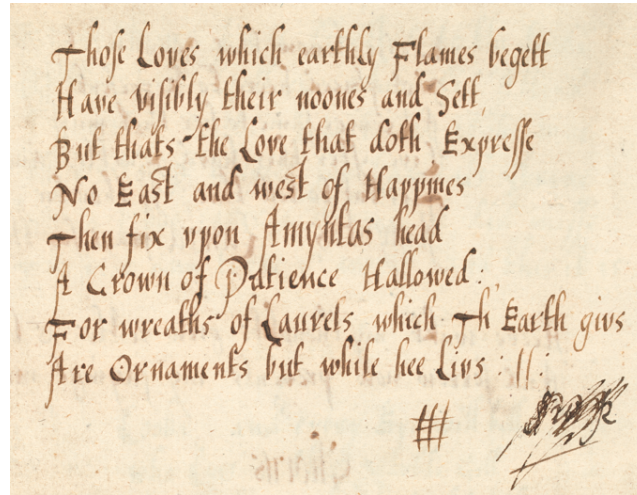 Those Loves which earthly Flames begett
Have visibly their noones and Sett
But thats the Love that doth Expresse
No East and west of Happines
Then fix vpon Amyntas head
A Crown of Patience Hallowed :
For wreaths of Laurels which Th Earth givs
Are Ornaments but while hee Livs : || :